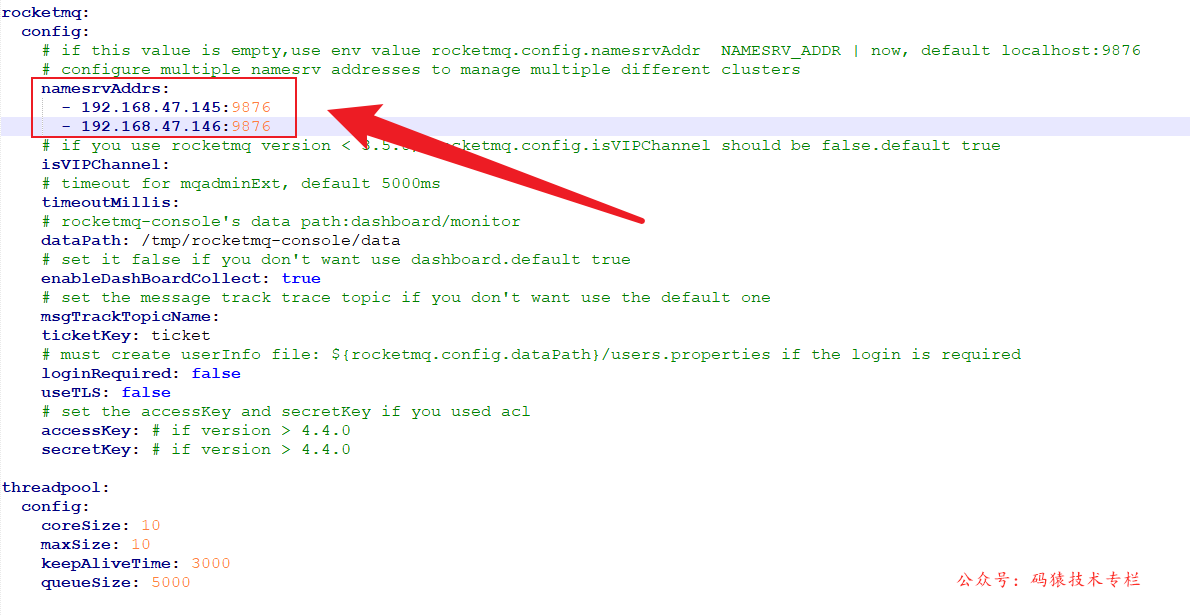 rocketmq:
  config:
    # if this value is empty,use env value rocketmq.config.namesrvAddr  NAMESRV_ADDR | now, default localhost:9876
    # configure multiple namesrv addresses to manage multiple different clusters
    namesrvAddrs:
      - 192.168.47.145:9876
      - 192.168.47.146:9876
    # if you use rocketmq version < 3.5. rocketmq.config.isVIPChannel should be false.default true
    isVIPChannel:
    # timeout for mqadminExt, default 5000ms
    timeoutMillis:
    # rocketmq-console's data path:dashboard/monitor
    dataPath: /tmp/rocketmq-console/data
    # set it false if you don't want use dashboard.default true
    enableDashBoardCollect: true
    # set the message track trace topic if you don't want use the default one
    msgTrackTopicName:
    ticketKey: ticket
    # must create userInfo file: ${rocketmq.config.dataPath}/users.properties if the login is required
    loginRequired: false
    useTLS: false
    # set the accessKey and secretKey if you used acl
    accessKey: # if version > 4.4.0
    secretKey: # if version > 4.4.0
threadpool:
  config:
    coreSize: 10
    maxSize: 10
    keepAliveTime: 3000
    queueSize: 5000
公众号：码猿技术专栏